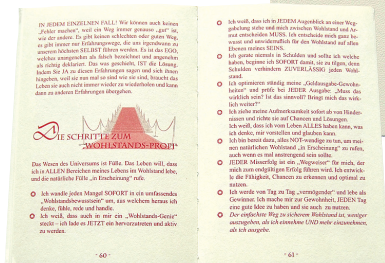 IN JEDEM EINZELNEN FALL! Wir können auch keinen
„Fehler machen", weil ein Weg immer genauso „gut" ist,
wie der andere. Es gibt keinen schlechten oder guten Weg,
es gibt immer nur Erfahrungswege, die uns irgendwann zu
unserem höchsten SELBST führen werden. Es ist das EGO,
welches unangenehm als falsch bezeichnet und angenehm
als richtig deklariert. Das was geschieht, IST die Lösung.
Indem Sie JA zu diesen Erfahrungen sagen und sich ihnen
hingeben, weil sie nun mal so sind wie sie sind, braucht das
Leben sie auch nicht immer wieder zu wiederholen und kann
dann zu anderen Erfahrungen übergehen.
DIE SCHRITTE ZUM
„WOHLSTANDS-PROFI"
Das Wesen des Universums ist Fülle. Das Leben will, dass
ich in ALLEN Bereichen meines Lebens im Wohlstand lebe,
und die natürliche Fülle „in Erscheinung" rufe.
Ich wandle jeden Mangel SOFORT in ein umfassendes
„Wohlstandsbewusstsein" um, aus welchem heraus ich
denke, fühle, rede und handle.
Ich weiß, dass auch in mir ein „Wohlstands-Genie"
steckt – ich lade es JETZT ein hervorzutreten und aktiv
zu werden.
- 60 -
Ich weiß, dass ich in JEDEM Augenblick an einer Weg-
gabelung stehe und mich zwischen Wohlstand und Ar-
mut entscheiden MUSS. Ich entscheide mich ganz be-
wusst und unwiderruflich für den Wohlstand auf allen
Ebenen meines SEINS.
Ich gerate niemals in Schulden und sollte ich welche
haben, beginne ich SOFORT damit, sie zu tilgen, denn
Schulden verhindern ZUVERLÄSSIG jeden Wohl-
stand.
Ich optimiere ständig meine „Geldausgabe-Gewohn-
heiten" und prüfe bei JEDER Ausgabe: „Muss das
wirklich sein? Ist das sinnvoll? Bringt mich das wirk-
lich weiter?"
Ich ziehe meine Aufmerksamkeit sofort ab von Hinder-
nissen und richte sie auf Chancen und Lösungen.
Ich weiß, dass ich vom Leben ALLES haben kann, was
ich denke, mir vorstellen und glauben kann.
Ich bin bereit dazu, alles NOT-wendige zu tun, um mei-
nen natürlichen Wohlstand „in Erscheinung" zu rufen,
auch wenn es mal anstrengend sein sollte.
JEDER Misserfolg ist ein „Wegweiser" für mich, der
mich zum endgültigen Erfolg führen wird. Ich entwick-
le die Fähigkeit, Chancen zu erkennen und optimal zu
nutzen.
Ich werde von Tag zu Tag „vermögender" und lebe als
Gewinner. Ich mache mir zur Gewohnheit, JEDEN Tag
eine gute Idee zu haben und sie auch zu nutzen.
Der einfachste Weg zu sicherem Wohlstand ist, weniger
auszugeben, als ich einnehme UND mehr einzunehmen,
als ich ausgebe.
- 61 -